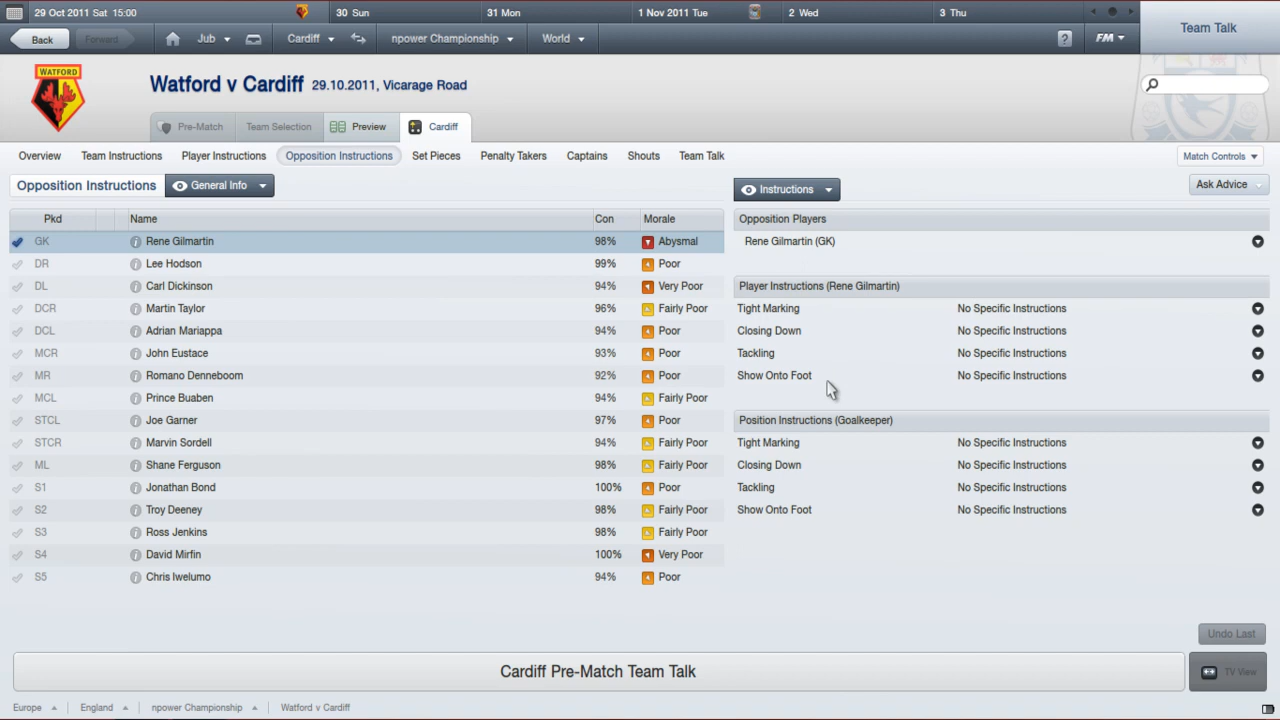 29 Oct 2011 Sat 15:00 30 Sun 31 Mon 1 Nov 2011 Tue 2 Wed 3 Thu
Team Talk
Back Forward Jub Cardiff npower Championship World ? FM
WATFORD
Watford v Cardiff 29.10.2011, Vicarage Road
Pre-Match Team Selection Preview Cardiff
Overview Team Instructions Player Instructions Opposition Instructions Set Pieces Penalty Takers Captains Shouts Team Talk Match Controls
Opposition Instructions General Info Instructions Ask Advice
Pkd Name Con Morale Opposition Players
GK Rene Gilmartin 98% Abysmal Rene Gilmartin (GK)
DR Lee Hodson 99% Poor
DL Carl Dickinson 94% Very Poor Player Instructions (Rene Gilmartin)
DCR Martin Taylor 96% Fairly Poor Tight Marking No Specific Instructions
DCL Adrian Mariappa 94% Poor Closing Down No Specific Instructions
MCR John Eustace 93% Poor Tackling No Specific Instructions
MR Romano Denneboom 92% Poor Show Onto Foot No Specific Instructions
MCL Prince Buaben 94% Fairly Poor
STCL Joe Garner 97% Poor Position Instructions (Goalkeeper)
STCR Marvin Sordell 94% Fairly Poor Tight Marking No Specific Instructions
ML Shane Ferguson 98% Fairly Poor Closing Down No Specific Instructions
S1 Jonathan Bond 100% Poor Tackling No Specific Instructions
S2 Troy Deeney 98% Fairly Poor Show Onto Foot No Specific Instructions
S3 Ross Jenkins 98% Fairly Poor
S4 David Mirfin 100% Very Poor
S5 Chris Iwelumo 94% Poor
Undo Last
Cardiff Pre-Match Team Talk TV View
Europe England npower Championship Watford v Cardiff